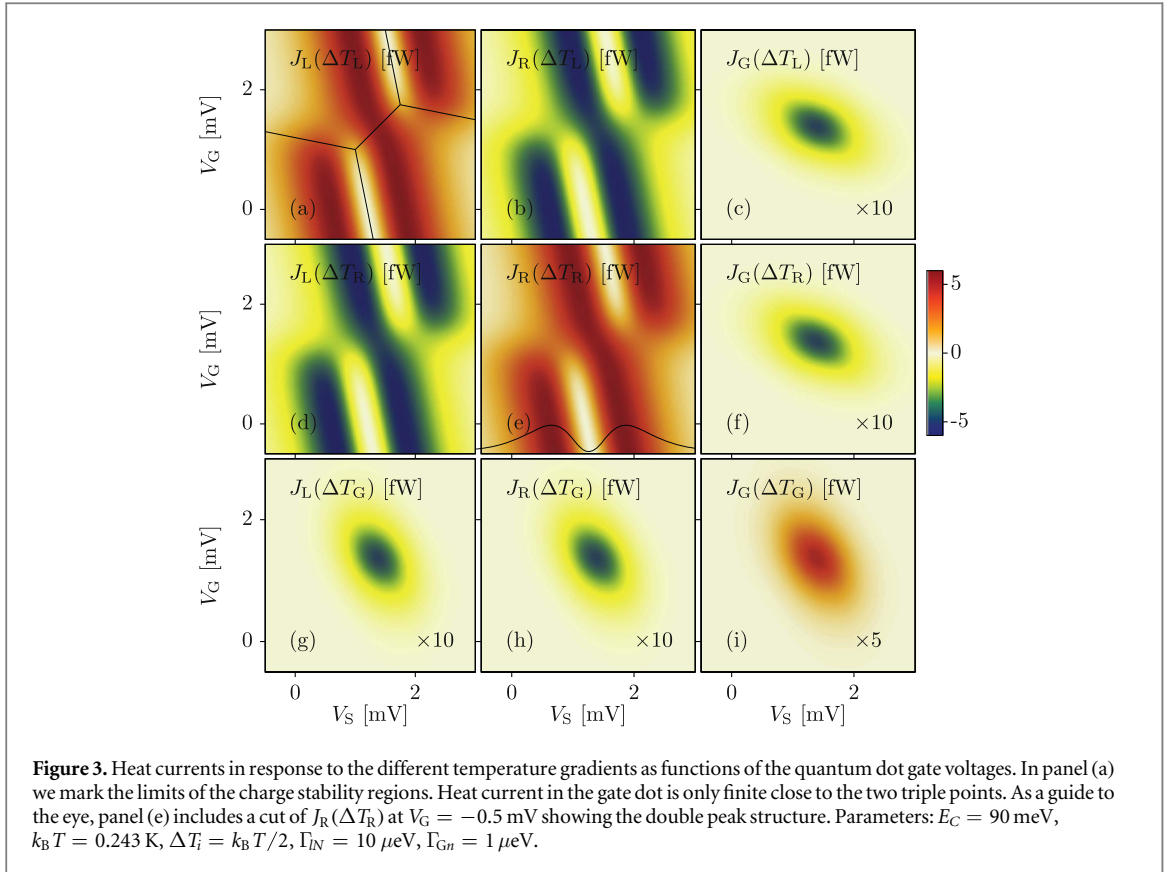 J_L(ΔT_L) [fW]
J_R(ΔT_L) [fW]
J_G(ΔT_L) [fW]
V_G [mV]
2
0
(a)
(b)
(c)
×10
J_L(ΔT_R) [fW]
J_R(ΔT_R) [fW]
J_G(ΔT_R) [fW]
V_G [mV]
2
0
(d)
(e)
(f)
×10
5
0
-5
J_L(ΔT_G) [fW]
J_R(ΔT_G) [fW]
J_G(ΔT_G) [fW]
V_G [mV]
2
0
(g)
×10
(h)
×10
(i)
×5
0
2
0
2
0
2
V_S [mV]
V_S [mV]
V_S [mV]
Figure 3. Heat currents in response to the different temperature gradients as functions of the quantum dot gate voltages. In panel (a)
we mark the limits of the charge stability regions. Heat current in the gate dot is only finite close to the two triple points. As a guide to
the eye, panel (e) includes a cut of J_R(ΔT_R) at V_G = −0.5 mV showing the double peak structure. Parameters: E_C = 90 meV,
k_B T = 0.243 K, ΔT_i = k_B T/2, Γ_lN = 10 μeV, Γ_Gn = 1 μeV.